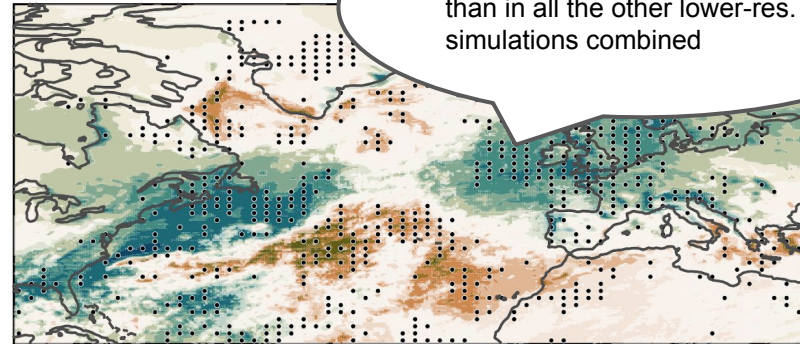 than in all the other lower-res.
simulations combined